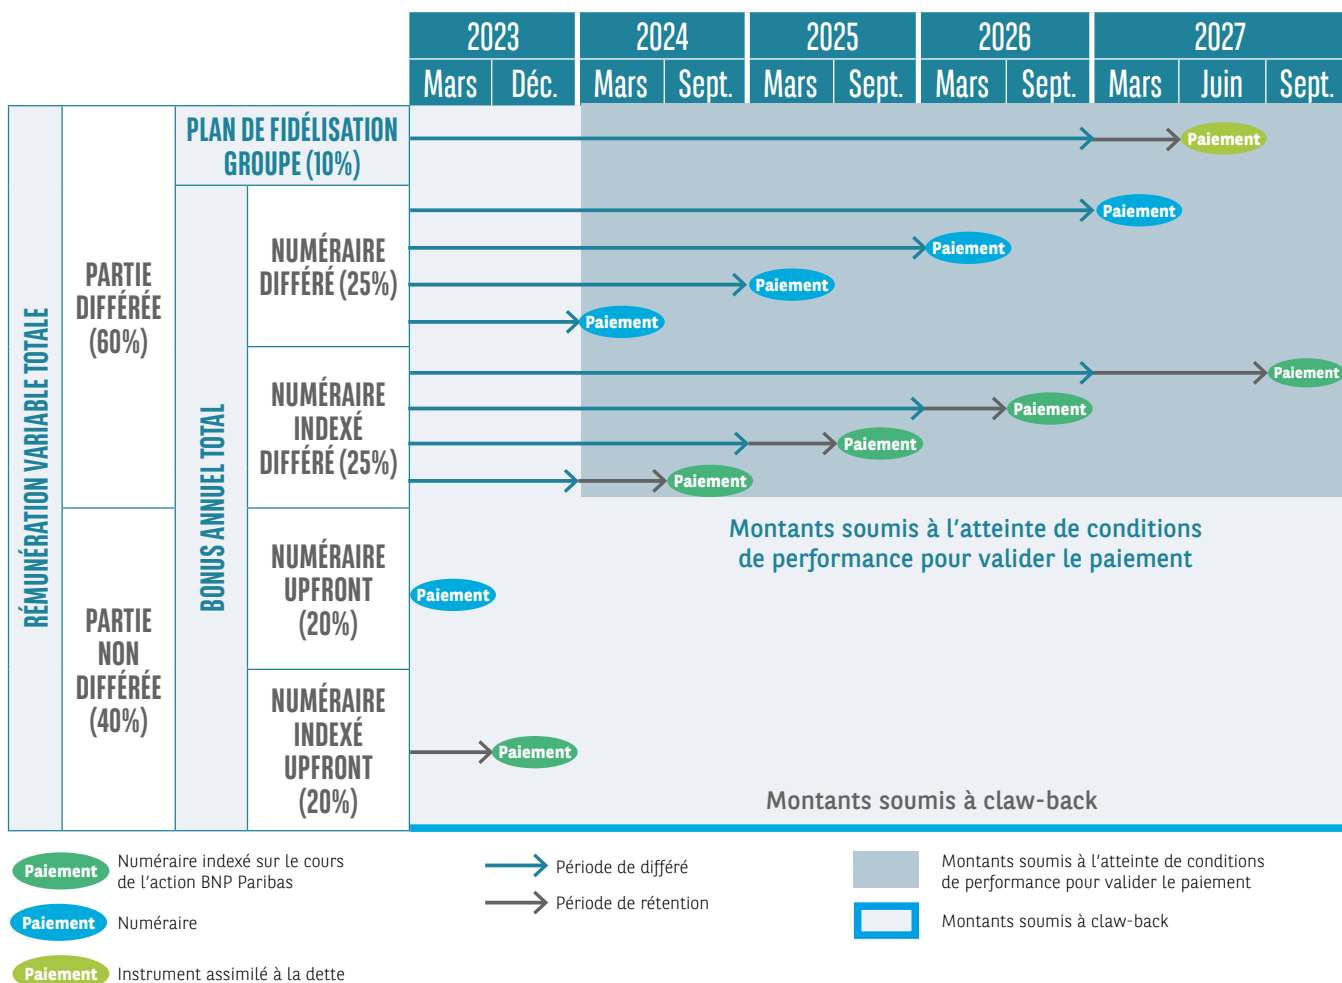 2023
2024
2025
2026
2027
Mars
Déc.
Mars
Sept.
Mars
Sept.
Mars
Sept.
Mars
Juin
Sept.
RÉMUNÉRATION VARIABLE TOTALE
PARTIE
DIFFÉRÉE
(60%)
PLAN DE FIDÉLISATION
GROUPE (10%)
Paiement
BONUS ANNUEL TOTAL
NUMÉRAIRE
DIFFÉRÉ (25%)
Paiement
Paiement
Paiement
Paiement
NUMÉRAIRE
INDEXÉ
DIFFÉRÉ (25%)
Paiement
Paiement
Paiement
Paiement
Montants soumis à l'atteinte de conditions
de performance pour valider le paiement
PARTIE
NON
DIFFÉRÉE
(40%)
NUMÉRAIRE
UPFRONT
(20%)
Paiement
NUMÉRAIRE
INDEXÉ
UPFRONT
(20%)
Paiement
Montants soumis à claw-back
Paiement
Numéraire indexé sur le cours
de l'action BNP Paribas
Paiement
Numéraire
Paiement
Instrument assimilé à la dette
Période de différé
Période de rétention
Montants soumis à l'atteinte de conditions
de performance pour valider le paiement
Montants soumis à claw-back